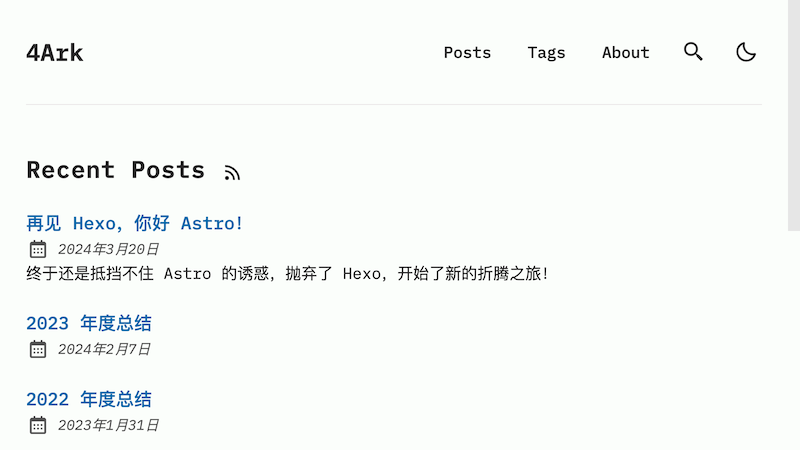 4Ark
Posts Tags About
Recent Posts
再见 Hexo，你好 Astro！
2024年3月20日
终于还是抵挡不住 Astro 的诱惑，抛弃了 Hexo，开始了新的折腾之旅！
2023 年度总结
2024年2月7日
2022 年度总结
2023年1月31日